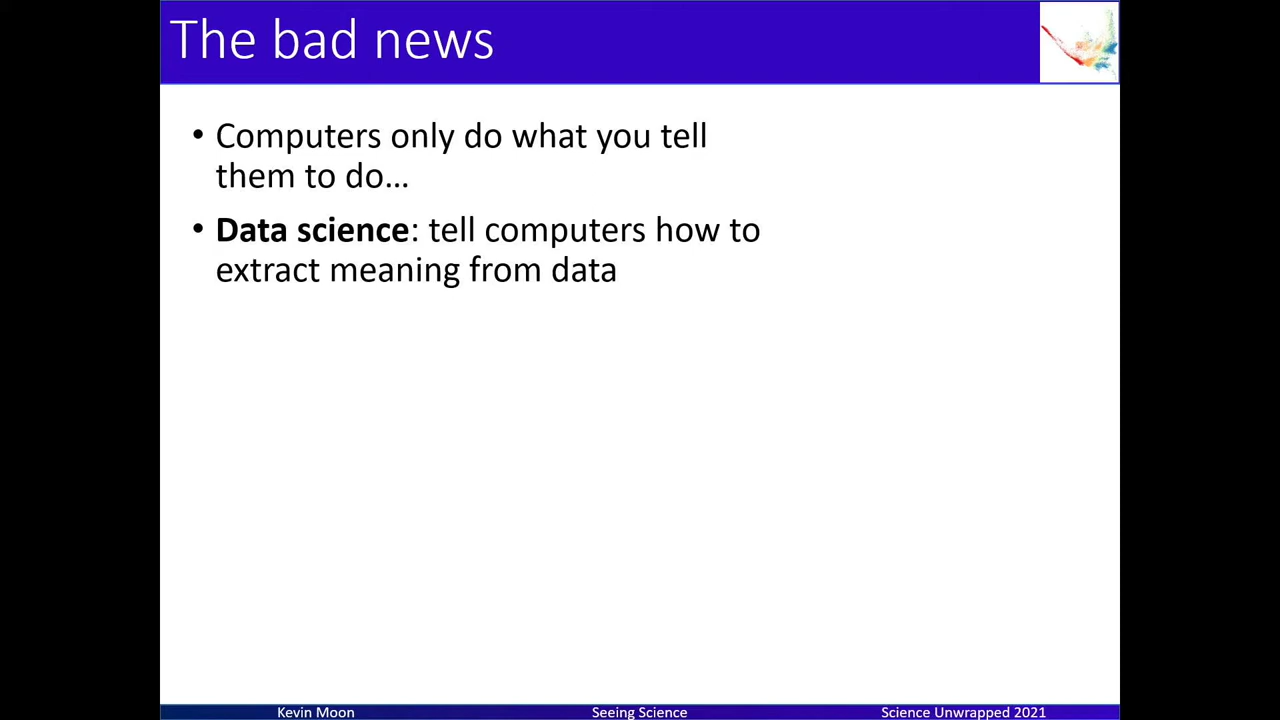 The bad news
• Computers only do what you tell
them to do…
• Data science: tell computers how to
extract meaning from data
Kevin Moon
Seeing Science
Science Unwrapped 2021